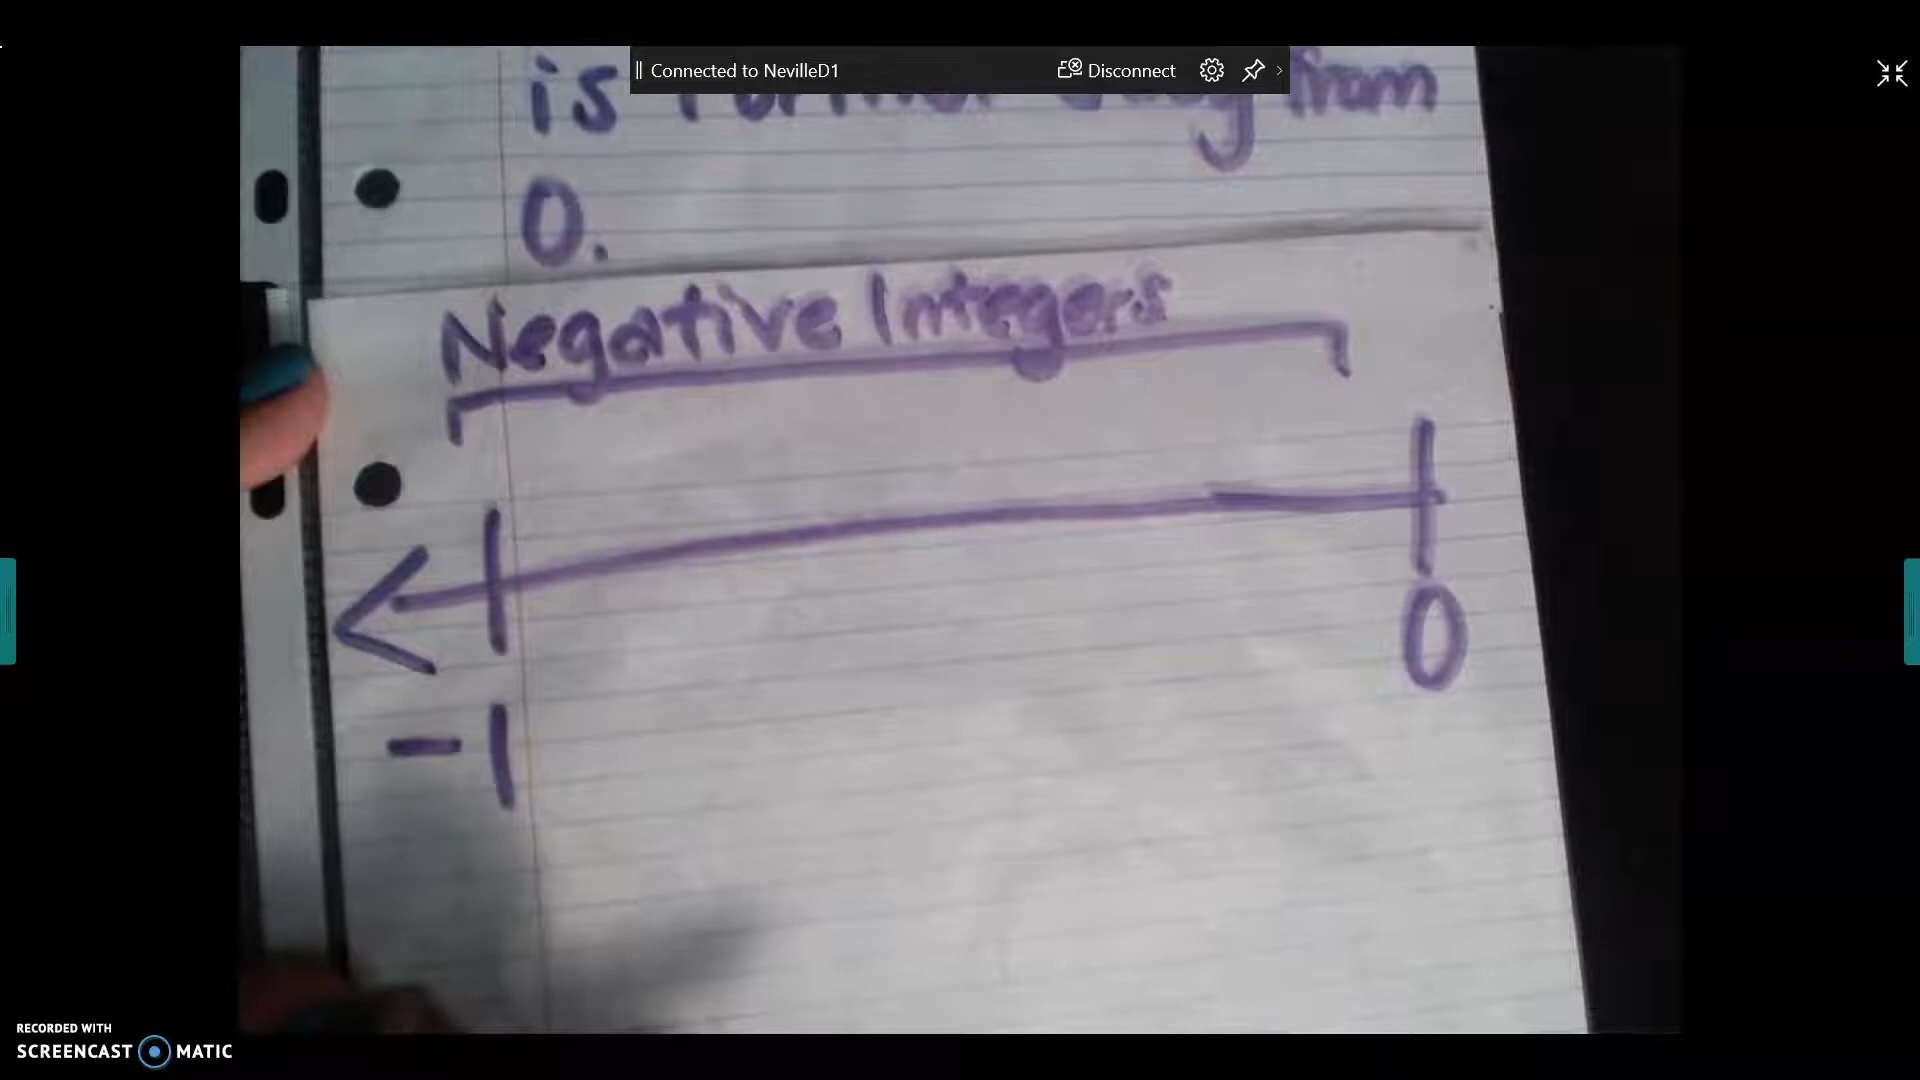 Connected to NevilleD1 Disconnect
is from
0.
Negative Integers
0
-1
RECORDED WITH
SCREENCAST MATIC